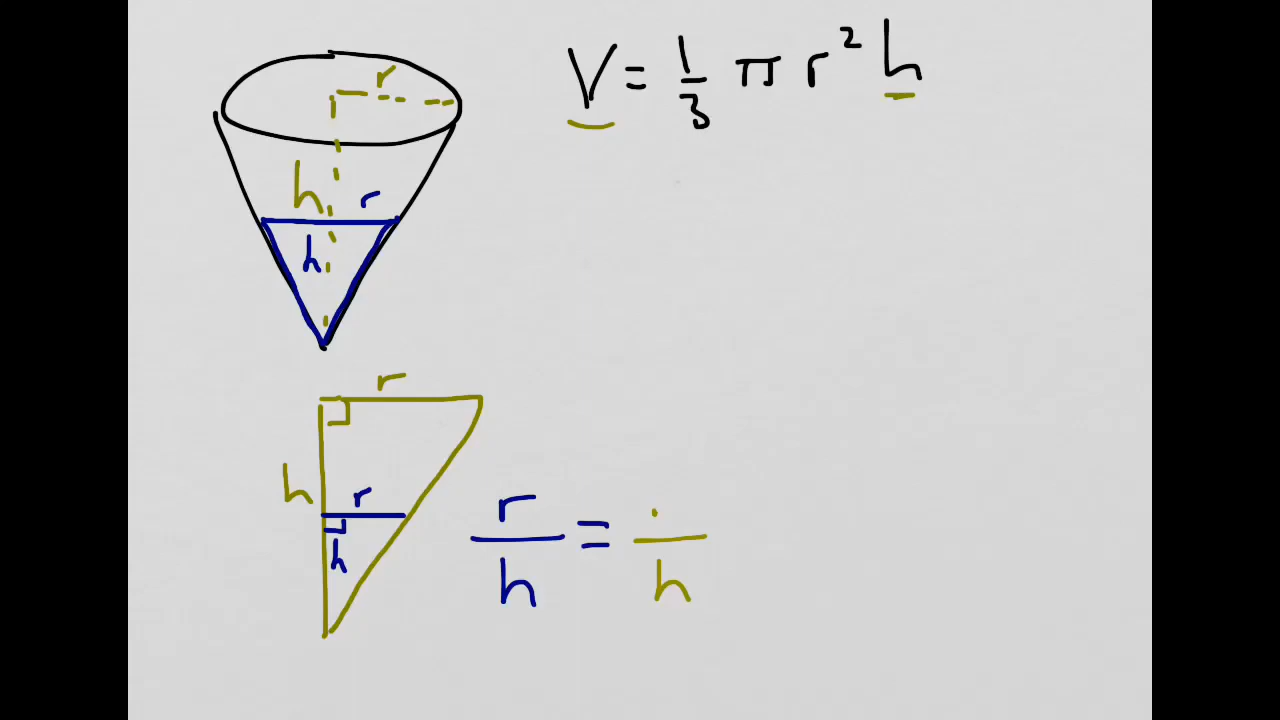 V = 1/3 π r² h
r
h
r
h
r
h
r
h
r/h = /h